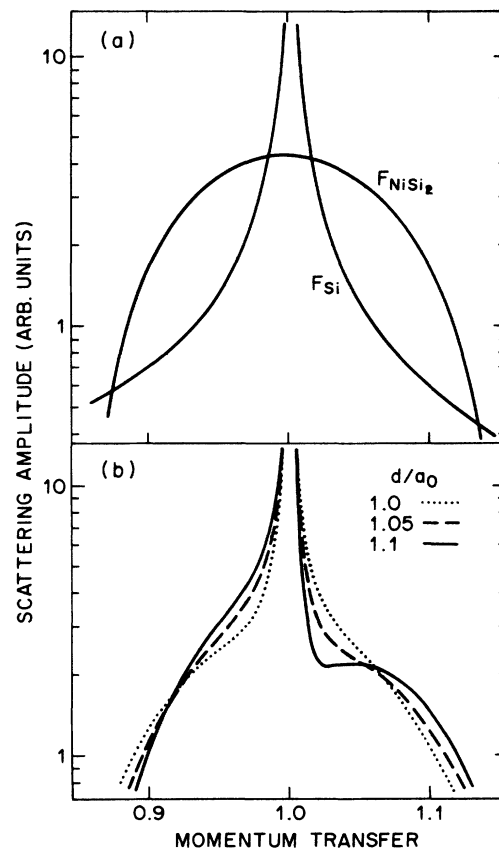 (a)
10
F_NiSi₂
F_Si
1
SCATTERING AMPLITUDE (ARB. UNITS)
(b)
d/a₀
10
1.0
1.05
1.1
1
0.9 1.0 1.1
MOMENTUM TRANSFER